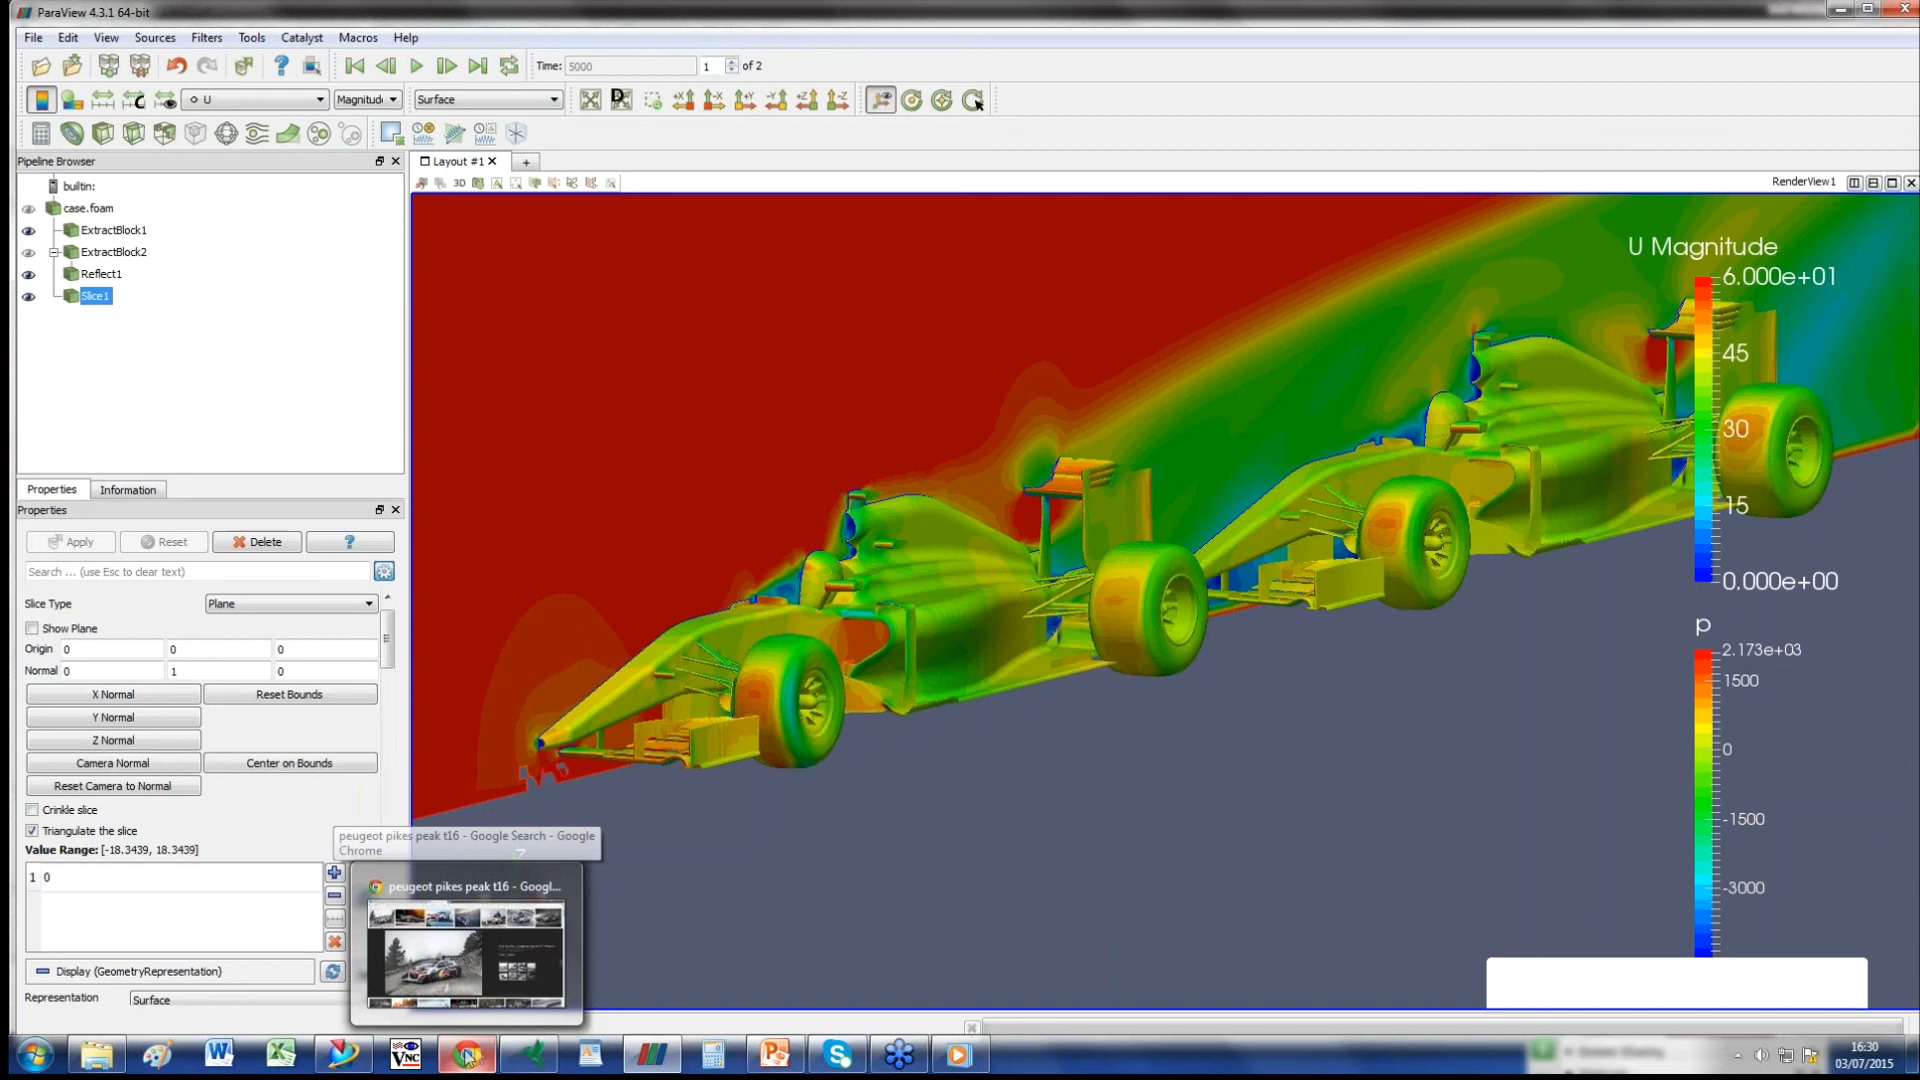 ParaView 4.3.1 64-bit
File Edit View Sources Filters Tools Catalyst Macros Help
Time: 5000 1 of 2
U Magnitude Surface
Pipeline Browser
Layout #1
3D
RenderView1
builtin:
case.foam
ExtractBlock1
ExtractBlock2
Reflect1
Slice1
U Magnitude
6.000e+01
45
30
15
0.000e+00
p
2.173e+03
1500
0
-1500
-3000
Properties Information
Properties
Apply Reset Delete ?
Search ... (use Esc to clear text)
Slice Type Plane
Show Plane
Origin 0 0 0
Normal 0 1 0
X Normal Reset Bounds
Y Normal
Z Normal
Camera Normal Center on Bounds
Reset Camera to Normal
Crinkle slice
Triangulate the slice
Value Range: [-18.3439, 18.3439]
1 0
Display (GeometryRepresentation)
Representation Surface
peugeot pikes peak t16 - Google Search - Google
Chrome
peugeot pikes peak t16 - Googl...
16:30
03/07/2015